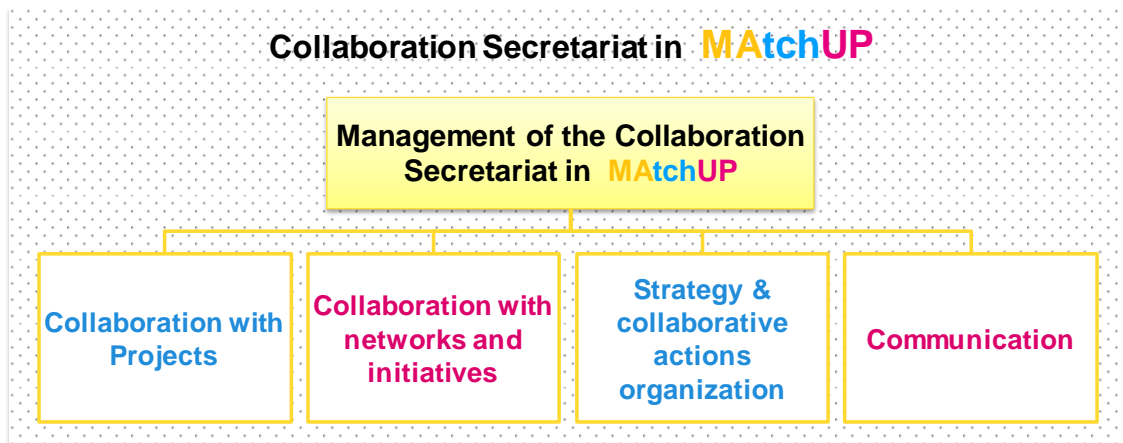 Collaboration Secretariat in MAtchUP
Management of the Collaboration
Secretariat in MAtchUP
Collaboration with
Projects
Collaboration with
networks and
initiatives
Strategy &
collaborative
actions
organization
Communication